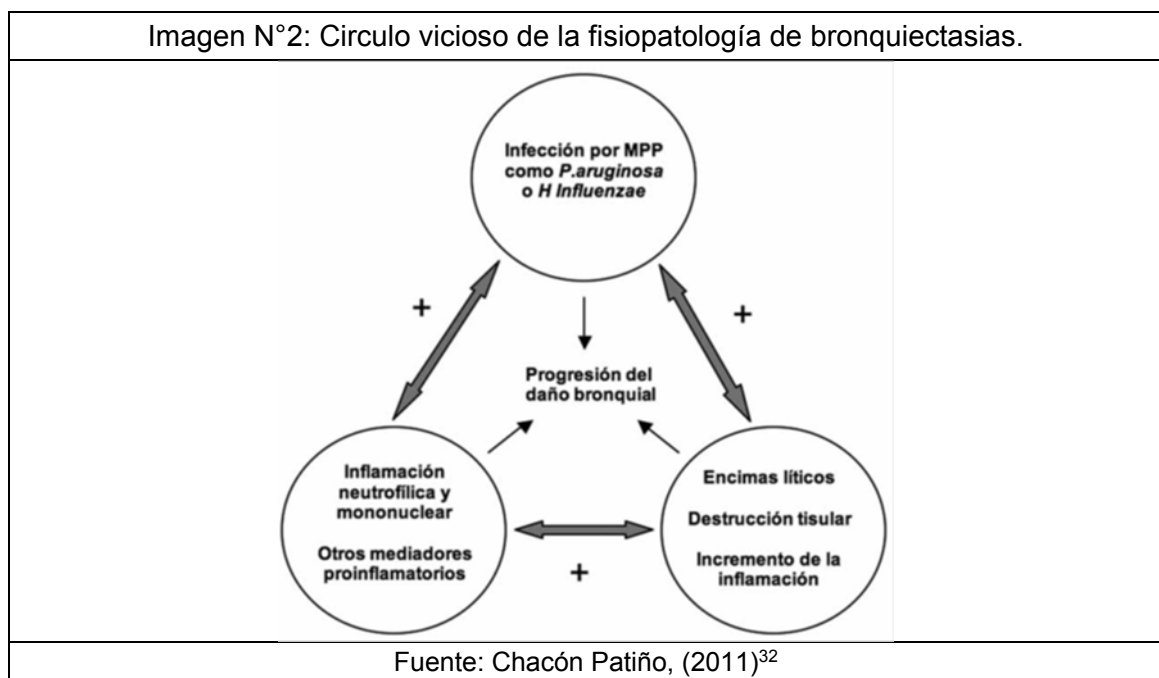 Imagen N°2: Circulo vicioso de la fisiopatología de bronquiectasias.
Infección por MPP
como P.aruginosa
o H Influenzae
+
+
Progresión del
daño bronquial
Inflamación
neutrofílica y
mononuclear
Otros mediadores
proinflamatorios
+
Encimas líticos
Destrucción tisular
Incremento de la
inflamación
Fuente: Chacón Patiño, (2011)32